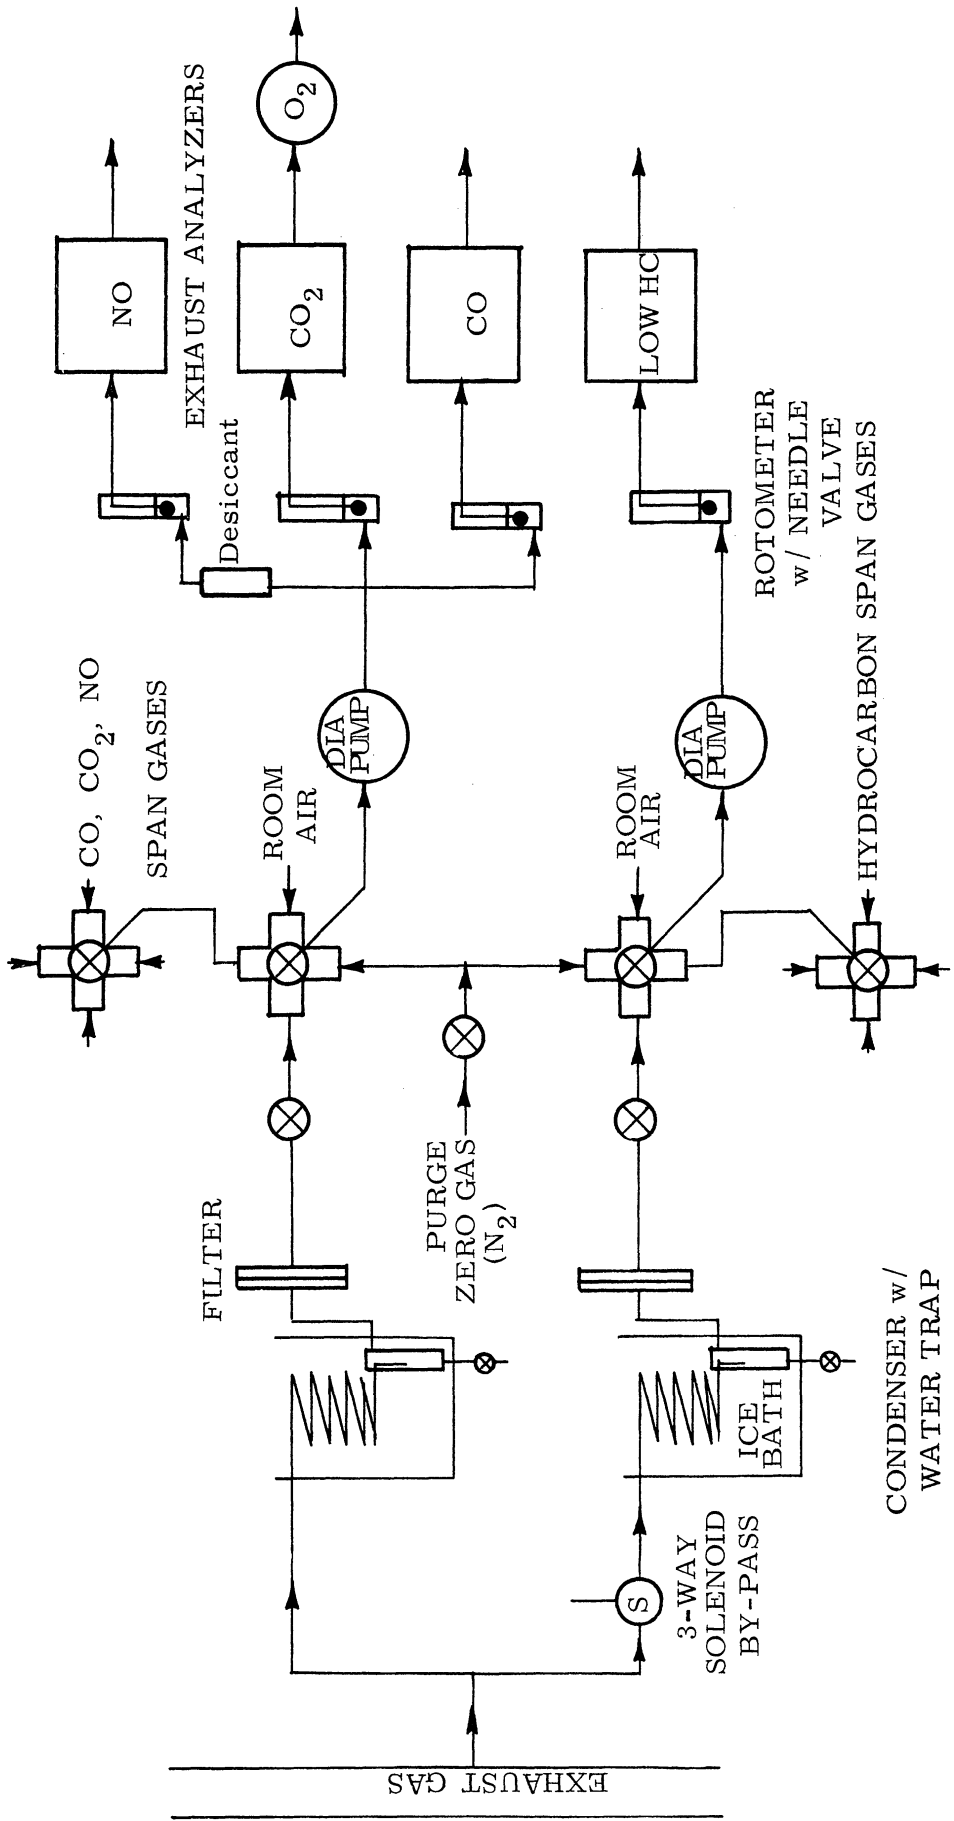 CO, CO2, NO
SPAN GASES
NO
EXHAUST ANALYZERS
O2
CO2
Desiccant
CO
LOW HC
ROOM
AIR
DIA
PUMP
FILTER
PURGE
ZERO GAS
(N2)
ROOM
AIR
DIA
PUMP
ROTOMETER
w/ NEEDLE
VALVE
HYDROCARBON SPAN GASES
EXHAUST GAS
S
3-WAY
SOLENOID
BY-PASS
ICE
BATH
CONDENSER w/
WATER TRAP